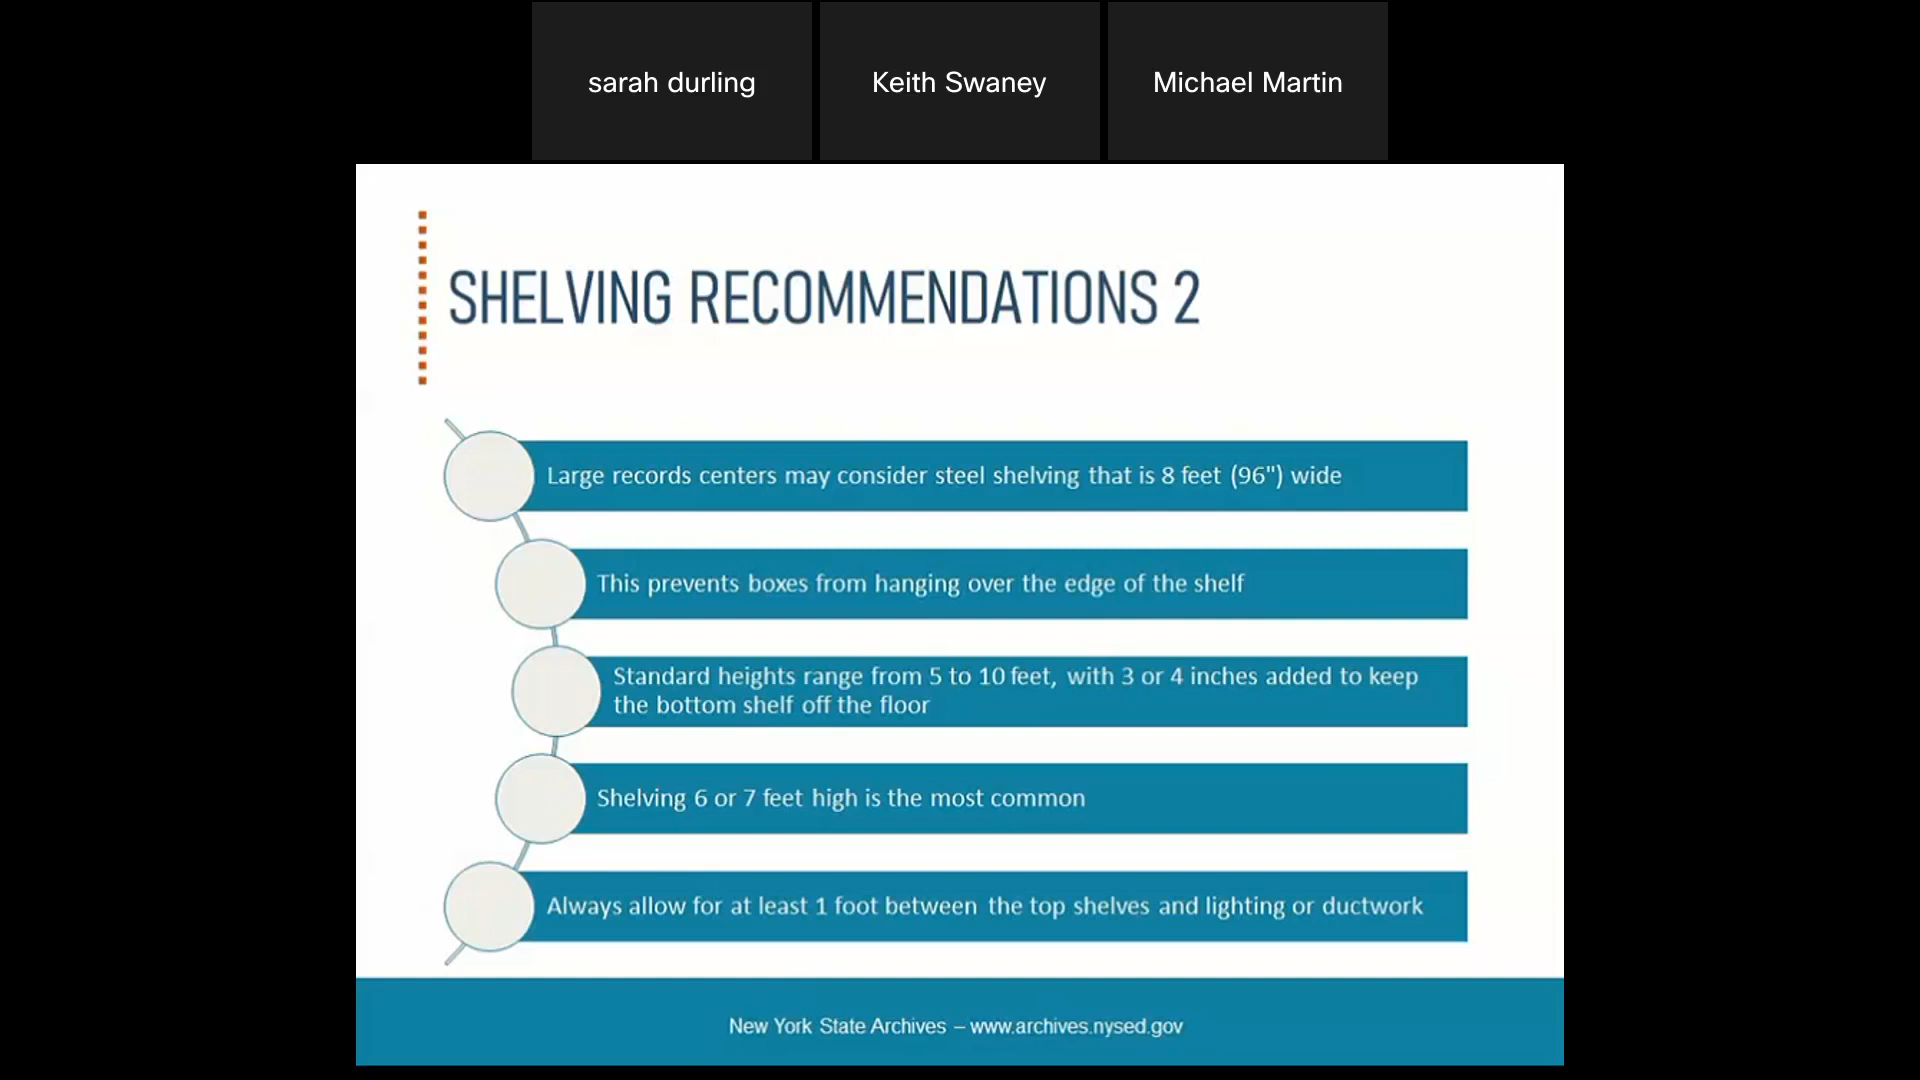 sarah durling
Keith Swaney
Michael Martin
SHELVING RECOMMENDATIONS 2
Large records centers may consider steel shelving that is 8 feet (96") wide
This prevents boxes from hanging over the edge of the shelf
Standard heights range from 5 to 10 feet, with 3 or 4 inches added to keep
the bottom shelf off the floor
Shelving 6 or 7 feet high is the most common
Always allow for at least 1 foot between the top shelves and lighting or ductwork
New York State Archives – www.archives.nysed.gov